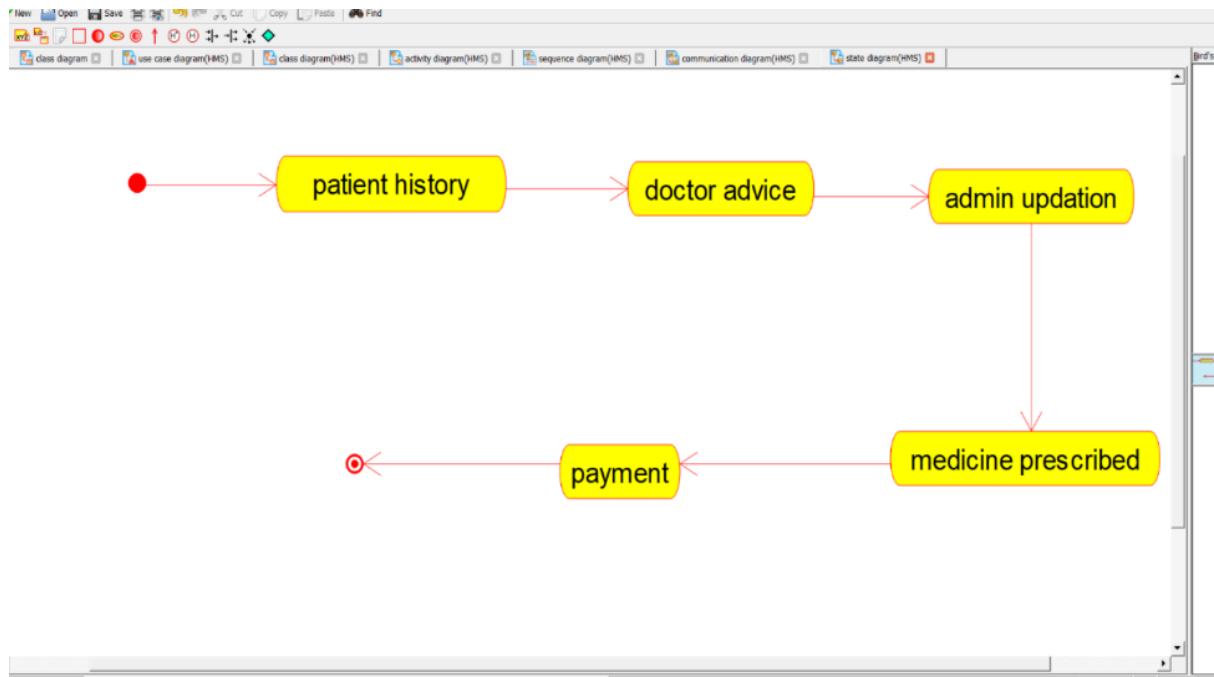 New Open Save Cut Copy Paste Find
class diagram use case diagram(HMS) class diagram(HMS) activity diagram(HMS) sequence diagram(HMS) communication diagram(HMS) state diagram(HMS) Bird's
patient history
doctor advice
admin updation
payment
medicine prescribed